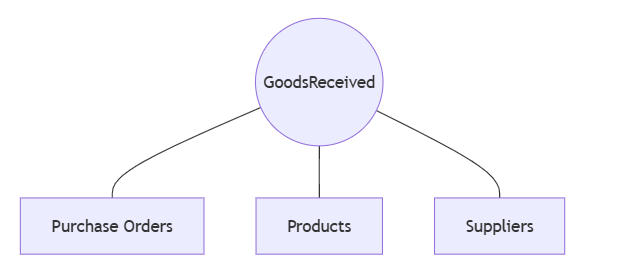 GoodsReceived
Purchase Orders
Products
Suppliers